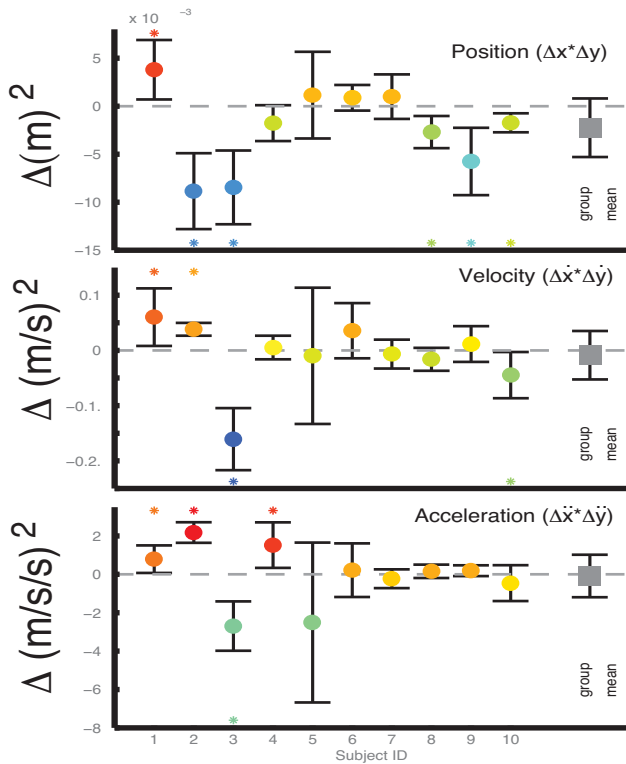 x 10 ⁻³
Position (Δx*Δy)
Δ(m)²
5
0
−5
−10
−15
* * * * * *
group
mean
Velocity (Δẋ*Δẏ)
Δ (m/s)²
0.1
0
−0.1.
−0.2.
* * * *
group
mean
Acceleration (Δẍ*Δÿ)
Δ (m/s/s)²
2
0
−2
−4
−6
−8
* * * *
group
mean
1 2 3 4 5 6 7 8 9 10
Subject ID